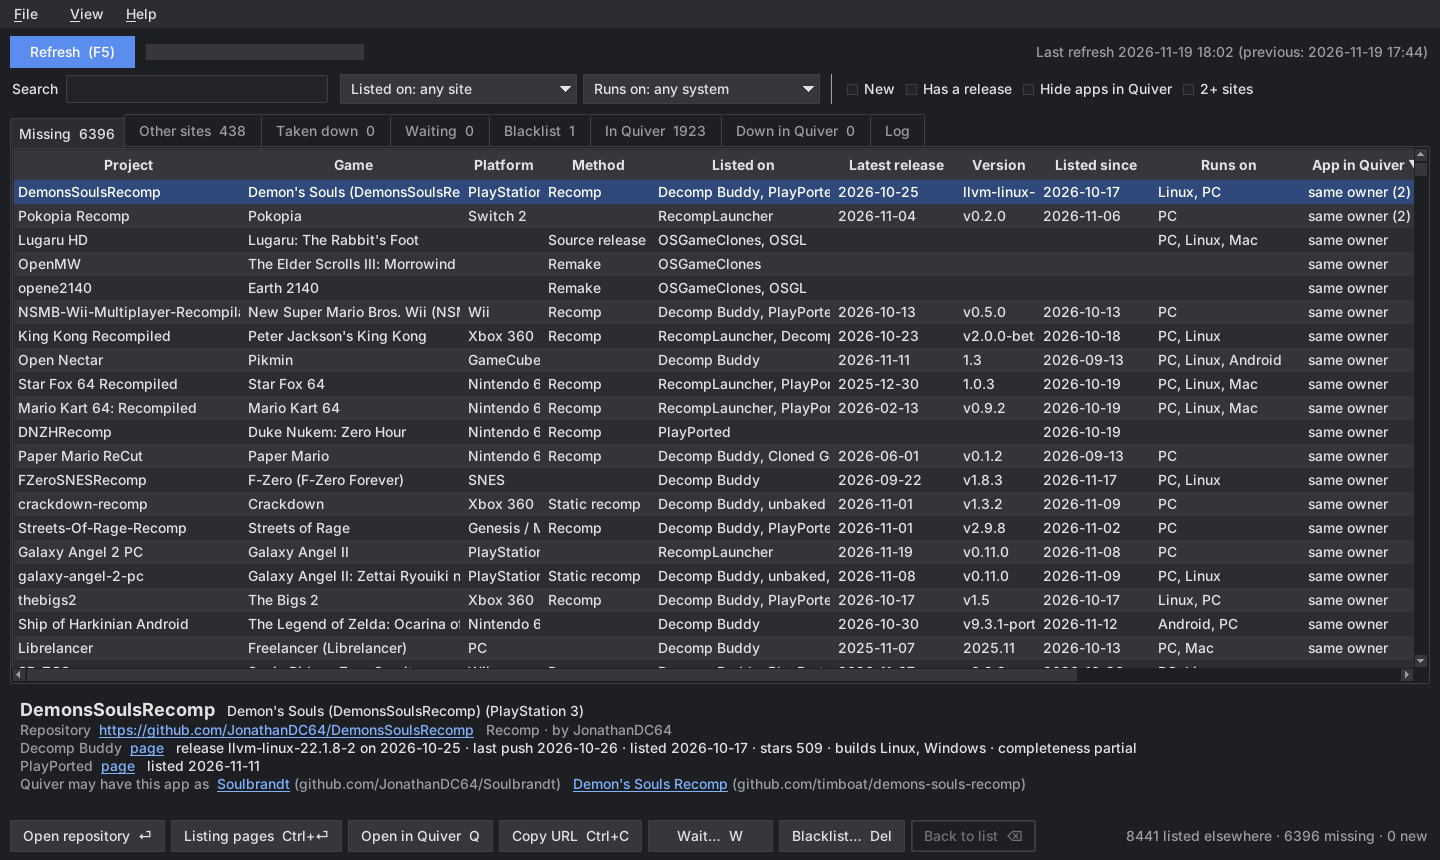 File View Help
Refresh (F5) Last refresh 2026-11-19 18:02 (previous: 2026-11-19 17:44)
Search Listed on: any site Runs on: any system New Has a release Hide apps in Quiver 2+ sites
Missing 6396 Other sites 438 Taken down 0 Waiting 0 Blacklist 1 In Quiver 1923 Down in Quiver 0 Log
Project Game Platform Method Listed on Latest release Version Listed since Runs on App in Quiver
DemonsSoulsRecomp Demon's Souls (DemonsSoulsRe PlayStation Recomp Decomp Buddy, PlayPorte 2026-10-25 llvm-linux- 2026-10-17 Linux, PC same owner (2)
Pokopia Recomp Pokopia Switch 2 RecompLauncher 2026-11-04 v0.2.0 2026-11-06 PC same owner (2)
Lugaru HD Lugaru: The Rabbit's Foot Source release OSGameClones, OSGL PC, Linux, Mac same owner
OpenMW The Elder Scrolls III: Morrowind Remake OSGameClones same owner
opene2140 Earth 2140 Remake OSGameClones, OSGL same owner
NSMB-Wii-Multiplayer-Recompila New Super Mario Bros. Wii (NSM Wii Recomp Decomp Buddy, PlayPorte 2026-10-13 v0.5.0 2026-10-13 PC same owner
King Kong Recompiled Peter Jackson's King Kong Xbox 360 Recomp RecompLauncher, Decomp 2026-10-23 v2.0.0-bet 2026-10-18 PC, Linux same owner
Open Nectar Pikmin GameCube Decomp Buddy 2026-11-11 1.3 2026-09-13 PC, Linux, Android same owner
Star Fox 64 Recompiled Star Fox 64 Nintendo 6 Recomp RecompLauncher, PlayPor 2025-12-30 1.0.3 2026-10-19 PC, Linux, Mac same owner
Mario Kart 64: Recompiled Mario Kart 64 Nintendo 6 Recomp RecompLauncher, PlayPor 2026-02-13 v0.9.2 2026-10-19 PC, Linux, Mac same owner
DNZHRecomp Duke Nukem: Zero Hour Nintendo 6 Recomp PlayPorted 2026-10-19 same owner
Paper Mario ReCut Paper Mario Nintendo 6 Recomp Decomp Buddy, Cloned G 2026-06-01 v0.1.2 2026-09-13 PC same owner
FZeroSNESRecomp F-Zero (F-Zero Forever) SNES Decomp Buddy 2026-09-22 v1.8.3 2026-11-17 PC, Linux same owner
crackdown-recomp Crackdown Xbox 360 Static recomp Decomp Buddy, unbaked 2026-11-01 v1.3.2 2026-11-09 PC same owner
Streets-Of-Rage-Recomp Streets of Rage Genesis / M Recomp Decomp Buddy, PlayPorte 2026-11-01 v2.9.8 2026-11-02 PC same owner
Galaxy Angel 2 PC Galaxy Angel II PlayStation RecompLauncher 2026-11-19 v0.11.0 2026-11-08 PC same owner
galaxy-angel-2-pc Galaxy Angel II: Zettai Ryouiki n PlayStation Static recomp Decomp Buddy, unbaked, 2026-11-08 v0.11.0 2026-11-09 PC, Linux same owner
thebigs2 The Bigs 2 Xbox 360 Recomp Decomp Buddy, PlayPorte 2026-10-17 v1.5 2026-10-17 Linux, PC same owner
Ship of Harkinian Android The Legend of Zelda: Ocarina of Nintendo 6 Decomp Buddy 2026-10-30 v9.3.1-port 2026-11-12 Android, PC same owner
Librelancer Freelancer (Librelancer) PC Decomp Buddy 2025-11-07 2025.11 2026-10-13 PC, Mac same owner
DemonsSoulsRecomp Demon's Souls (DemonsSoulsRecomp) (PlayStation 3)
Repository https://github.com/JonathanDC64/DemonsSoulsRecomp Recomp · by JonathanDC64
Decomp Buddy page release llvm-linux-22.1.8-2 on 2026-10-25 · last push 2026-10-26 · listed 2026-10-17 · stars 509 · builds Linux, Windows · completeness partial
PlayPorted page listed 2026-11-11
Quiver may have this app as Soulbrandt (github.com/JonathanDC64/Soulbrandt) Demon's Souls Recomp (github.com/timboat/demons-souls-recomp)
Open repository ⏎ Listing pages Ctrl+⏎ Open in Quiver Q Copy URL Ctrl+C Wait... W Blacklist... Del Back to list ⌫ 8441 listed elsewhere · 6396 missing · 0 new